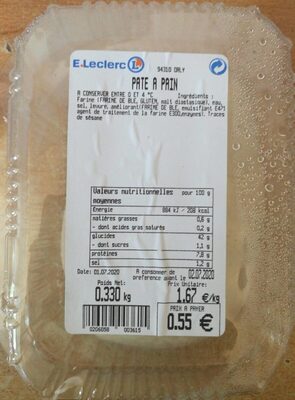 E.Leclerc L
94310 ORLY
PATE A PAIN
A CONSERVER ENTRE 0 ET 4 °C Ingrédients :
Farine (FARINE DE BLE, GLUTEN, malt diastasique), eau,
sel, levure, améliorant(FARINE DE BLE, émulsifiant E471
agent de traitement de la farine E300,enzymes). traces
de sésame
Valeurs nutritionnelles pour 100 g
moyennes
Energie 884 kJ / 208 kcal
matières grasses 0,6 g
- dont acides gras saturés 0,2 g
glucides 42 g
- dont sucres 1,1 g
protéines 7,8 g
sel 1,2 g
Date: 01.07.2020 A consommer de
preference avant le 02.07.2020
Poids Net: Prix Unitaire:
0.330 kg 1.67 €/kg
PRIX A PAYER
0.55 €
0206098 003615